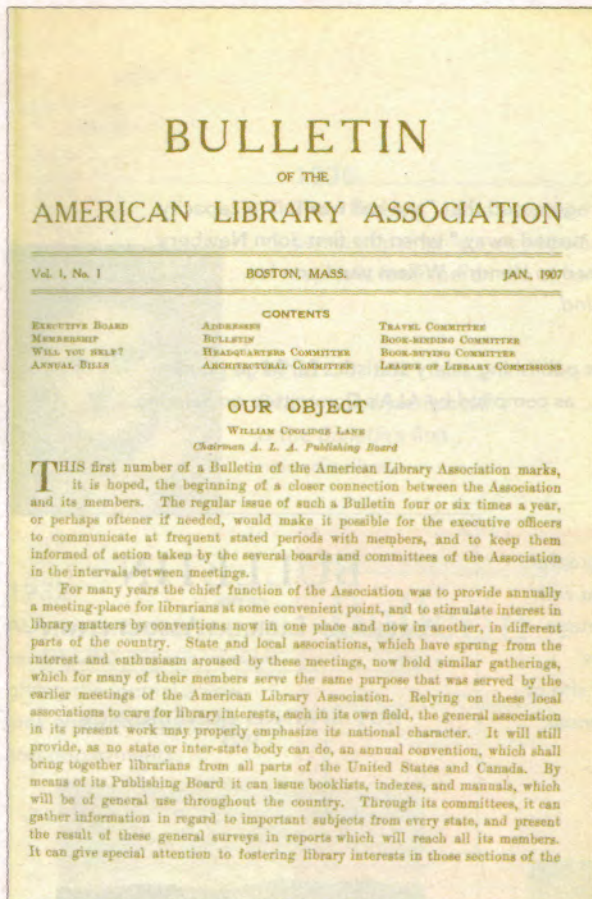 BULLETIN
OF THE
AMERICAN LIBRARY ASSOCIATION
Vol. 1, No. 1 BOSTON, MASS. JAN., 1907
CONTENTS
EXECUTIVE BOARD ADDRESSES TRAVEL COMMITTEE
MEMBERSHIP BULLETIN BOOK-BINDING COMMITTEE
WILL YOU HELP? HEADQUARTERS COMMITTEE BOOK-BUYING COMMITTEE
ANNUAL BILLS ARCHITECTURAL COMMITTEE LEAGUE OF LIBRARY COMMISSIONS
OUR OBJECT
WILLIAM COOLIDGE LANE
Chairman A. L. A. Publishing Board
THIS first number of a Bulletin of the American Library Association marks,
it is hoped, the beginning of a closer connection between the Association
and its members. The regular issue of such a Bulletin four or six times a year,
or perhaps oftener if needed, would make it possible for the executive officers
to communicate at frequent stated periods with members, and to keep them
informed of action taken by the several boards and committees of the Association
in the intervals between meetings.
For many years the chief function of the Association was to provide annually
a meeting-place for librarians at some convenient point, and to stimulate interest in
library matters by conventions now in one place and now in another, in different
parts of the country. State and local associations, which have sprung from the
interest and enthusiasm aroused by these meetings, now hold similar gatherings,
which for many of their members serve the same purpose that was served by the
earlier meetings of the American Library Association. Relying on these local
associations to care for library interests, each in its own field, the general association
in its present work may properly emphasize its national character. It will still
provide, as no state or inter-state body can do, an annual convention, which shall
bring together librarians from all parts of the United States and Canada. By
means of its Publishing Board it can issue booklists, indexes, and manuals, which
will be of general use throughout the country. Through its committees, it can
gather information in regard to important subjects from every state, and present
the result of these general surveys in reports which will reach all its members.
It can give special attention to fostering library interests in those sections of the